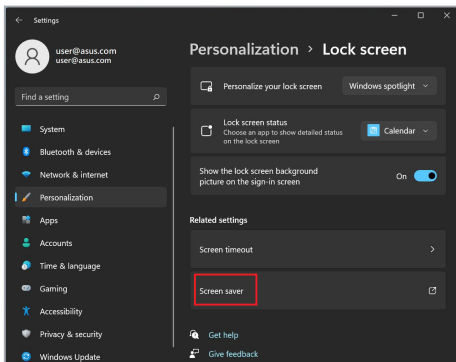 Settings
user@asus.com
user@asus.com
Find a setting
System
Bluetooth & devices
Network & internet
Personalization
Apps
Accounts
Time & language
Gaming
Accessibility
Privacy & security
Windows Update
Personalization > Lock screen
Personalize your lock screen
Windows spotlight
Lock screen status
Choose an app to show detailed status
on the lock screen
Calendar
Show the lock screen background
picture on the sign-in screen
On
Related settings
Screen timeout
Screen saver
Get help
Give feedback